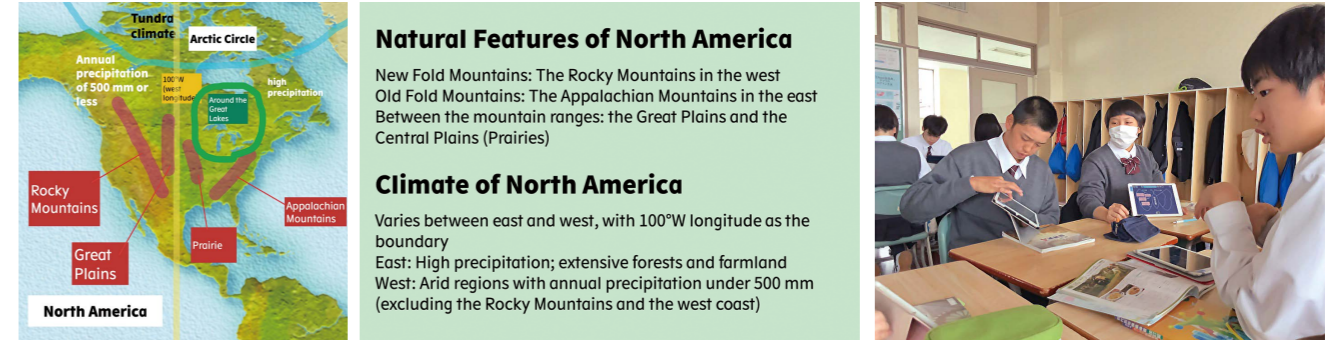 Tundra
climate
Arctic Circle
Annual
precipitation
of 500 mm or
less
100°W
(west
longitude
Around the
Great
Lakes
high
precipitation
Rocky
Mountains
Great
Plains
Prairie
Appalachian
Mountains
North America
Natural Features of North America
New Fold Mountains: The Rocky Mountains in the west
Old Fold Mountains: The Appalachian Mountains in the east
Between the mountain ranges: the Great Plains and the
Central Plains (Prairies)
Climate of North America
Varies between east and west, with 100°W longitude as the
boundary
East: High precipitation; extensive forests and farmland
West: Arid regions with annual precipitation under 500 mm
(excluding the Rocky Mountains and the west coast)